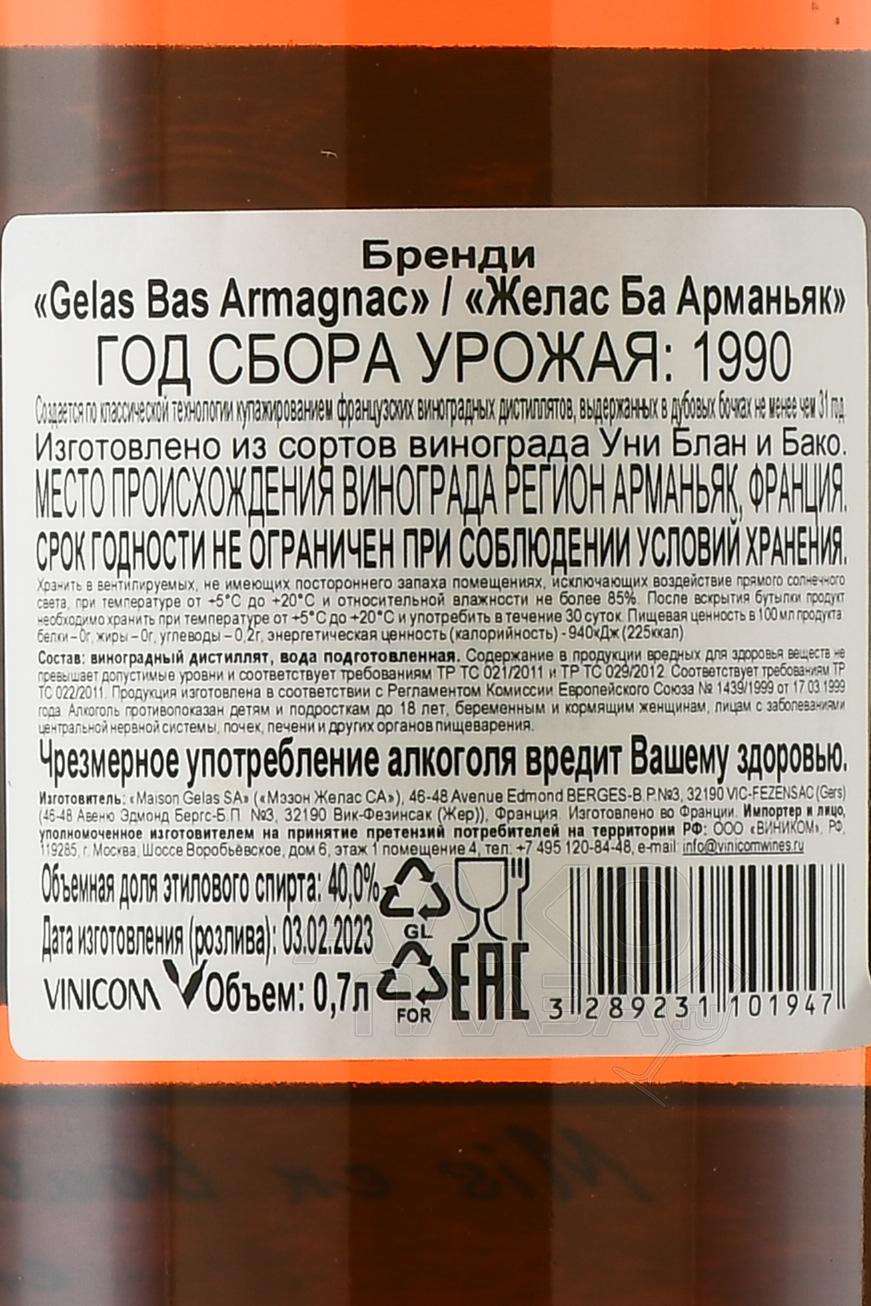 Бренди
«Gelas Bas Armagnac» / «Желас Ба Арманьяк»
ГОД СБОРА УРОЖАЯ: 1990
Создается по классической технологии купажированием французских виноградных дистиллятов, выдержанных в дубовых бочках не менее чем 31 год.
Изготовлено из сортов винограда Уни Блан и Бако.
МЕСТО ПРОИСХОЖДЕНИЯ ВИНОГРАДА РЕГИОН АРМАНЬЯК, ФРАНЦИЯ.
СРОК ГОДНОСТИ НЕ ОГРАНИЧЕН ПРИ СОБЛЮДЕНИИ УСЛОВИЙ ХРАНЕНИЯ.
Хранить в вентилируемых, не имеющих постороннего запаха помещениях, исключающих воздействие прямого солнечного
света, при температуре от +5°С до +20°С и относительной влажности не более 85%. После вскрытия бутылки продукт
необходимо хранить при температуре от +5°С до +20°С и употребить в течение 30 суток. Пищевая ценность в 100 мл продукта:
белки – 0г, жиры – 0г, углеводы – 0,2г, энергетическая ценность (калорийность) - 940кДж (225ккал).
Состав: виноградный дистиллят, вода подготовленная. Содержание в продукции вредных для здоровья веществ не
превышает допустимые уровни и соответствует требованиям ТР ТС 021/2011 и ТР ТС 029/2012. Соответствует требованиям ТР
ТС 022/2011. Продукция изготовлена в соответствии с Регламентом Комиссии Европейского Союза № 1439/1999 от 17.03.1999
года. Алкоголь противопоказан детям и подросткам до 18 лет, беременным и кормящим женщинам, лицам с заболеваниями
центральной нервной системы, почек, печени и других органов пищеварения.
Чрезмерное употребление алкоголя вредит Вашему здоровью.
Изготовитель: «Maison Gelas SA» («Мэзон Желас СА»), 46-48 Avenue Edmond BERGES-B.P.№3, 32190 VIC-FEZENSAC (Gers)
(46-48 Авеню Эдмонд Бергс-Б.П. №3, 32190 Вик-Фезинсак (Жер)), Франция. Изготовлено во Франции. Импортер и лицо,
уполномоченное изготовителем на принятие претензий потребителей на территории РФ: ООО «ВИНИКОМ», РФ,
119285, г. Москва, Шоссе Воробьёвское, дом 6, этаж 1 помещение 4, тел. +7 495 120-84-48, e-mail: info@vinicomwines.ru
Объемная доля этилового спирта: 40,0%
Дата изготовления (розлива): 03.02.2023
VINICOM Объем: 0,7л
GL
FOR
EAC
3 289231 101947